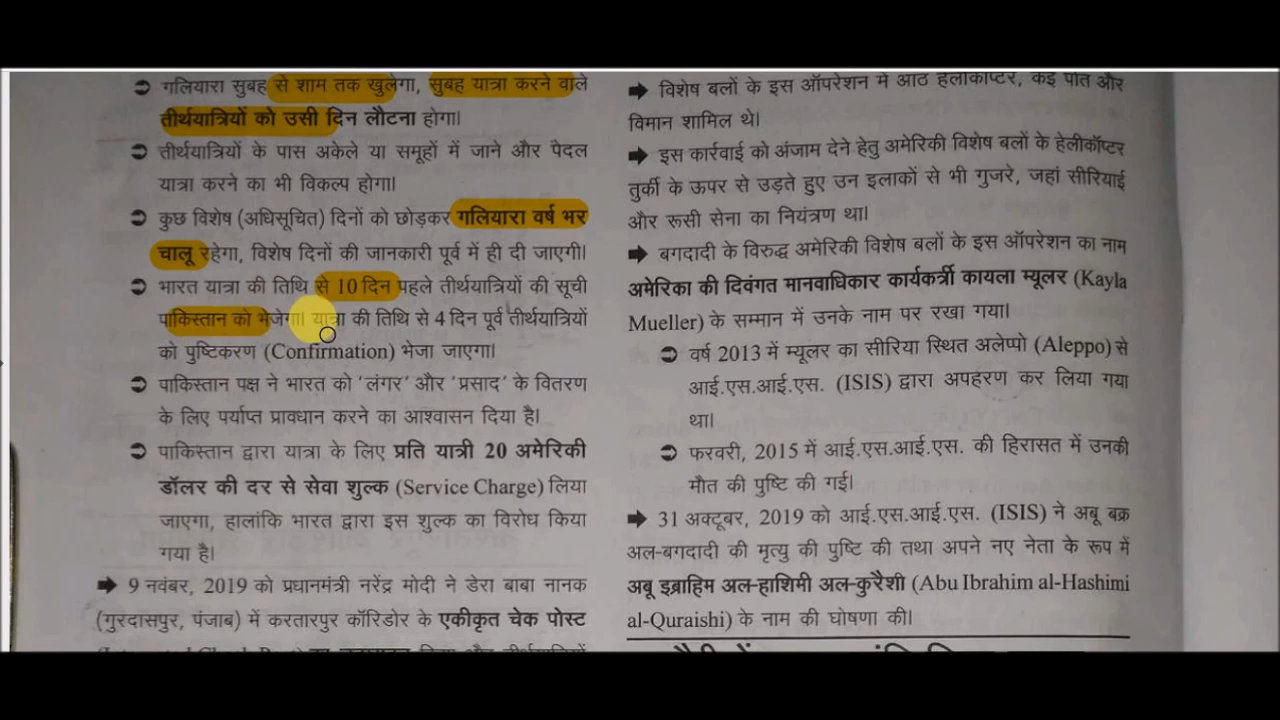 ➲ गलियारा सुबह से शाम तक खुलेगा, सुबह यात्रा करने वाले
तीर्थयात्रियों को उसी दिन लौटना होगा।
➲ तीर्थयात्रियों के पास अकेले या समूहों में जाने और पैदल
यात्रा करने का भी विकल्प होगा।
➲ कुछ विशेष (अधिसूचित) दिनों को छोड़कर गलियारा वर्ष भर
चालू रहेगा, विशेष दिनों की जानकारी पूर्व में ही दी जाएगी।
➲ भारत यात्रा की तिथि से 10 दिन पहले तीर्थयात्रियों की सूची
पाकिस्तान को भेजेगा। यात्रा की तिथि से 4 दिन पूर्व तीर्थयात्रियों
को पुष्टिकरण (Confirmation) भेजा जाएगा।
➲ पाकिस्तान पक्ष ने भारत को 'लंगर' और 'प्रसाद' के वितरण
के लिए पर्याप्त प्रावधान करने का आश्वासन दिया है।
➲ पाकिस्तान द्वारा यात्रा के लिए प्रति यात्री 20 अमेरिकी
डॉलर की दर से सेवा शुल्क (Service Charge) लिया
जाएगा, हालांकि भारत द्वारा इस शुल्क का विरोध किया
गया है।
➡ 9 नवंबर, 2019 को प्रधानमंत्री नरेंद्र मोदी ने डेरा बाबा नानक
(गुरदासपुर, पंजाब) में करतारपुर कॉरिडोर के एकीकृत चेक पोस्ट
➡ विशेष बलों के इस ऑपरेशन में आठ हेलीकॉप्टर, कई पोत और
विमान शामिल थे।
➡ इस कार्रवाई को अंजाम देने हेतु अमेरिकी विशेष बलों के हेलीकॉप्टर
तुर्की के ऊपर से उड़ते हुए उन इलाकों से भी गुजरे, जहां सीरियाई
और रूसी सेना का नियंत्रण था।
➡ बगदादी के विरुद्ध अमेरिकी विशेष बलों के इस ऑपरेशन का नाम
अमेरिका की दिवंगत मानवाधिकार कार्यकर्त्री कायला म्यूलर (Kayla
Mueller) के सम्मान में उनके नाम पर रखा गया।
➲ वर्ष 2013 में म्यूलर का सीरिया स्थित अलेप्पो (Aleppo) से
आई.एस.आई.एस. (ISIS) द्वारा अपहरण कर लिया गया
था।
➲ फरवरी, 2015 में आई.एस.आई.एस. की हिरासत में उनकी
मौत की पुष्टि की गई।
➡ 31 अक्टूबर, 2019 को आई.एस.आई.एस. (ISIS) ने अबू बक्र
अल-बगदादी की मृत्यु की पुष्टि की तथा अपने नए नेता के रूप में
अबू इब्राहिम अल-हाशिमी अल-कुरैशी (Abu Ibrahim al-Hashimi
al-Quraishi) के नाम की घोषणा की।